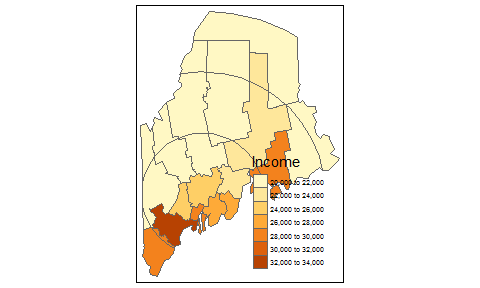 Income
20,000 to 22,000
22,000 to 24,000
24,000 to 26,000
26,000 to 28,000
28,000 to 30,000
30,000 to 32,000
32,000 to 34,000